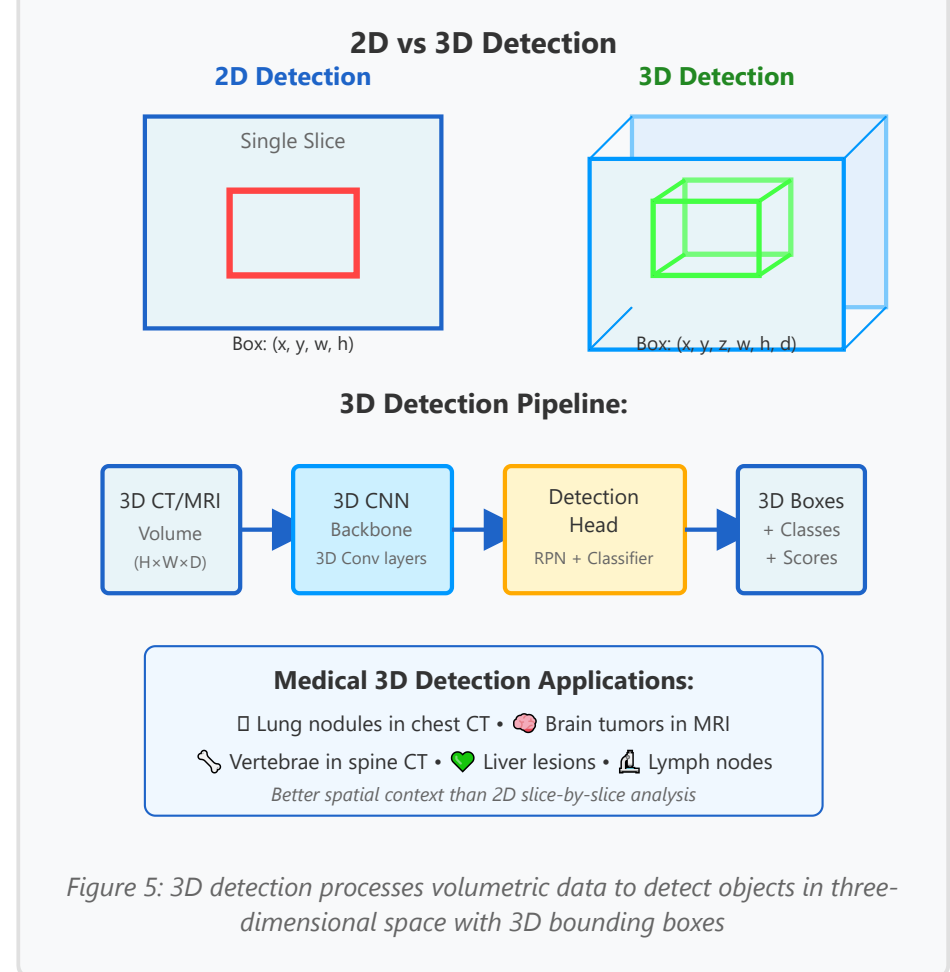 2D vs 3D Detection
2D Detection
3D Detection
Single Slice
Box: (x, y, w, h)
Box: (x, y, z, w, h, d)
3D Detection Pipeline:
3D CT/MRI
Volume
(H×W×D)
3D CNN
Backbone
3D Conv layers
Detection
Head
RPN + Classifier
3D Boxes
+ Classes
+ Scores
Medical 3D Detection Applications:
Lung nodules in chest CT • 🧠 Brain tumors in MRI
🦴 Vertebrae in spine CT • 💚 Liver lesions • 🔬 Lymph nodes
Better spatial context than 2D slice-by-slice analysis
Figure 5: 3D detection processes volumetric data to detect objects in three-
dimensional space with 3D bounding boxes